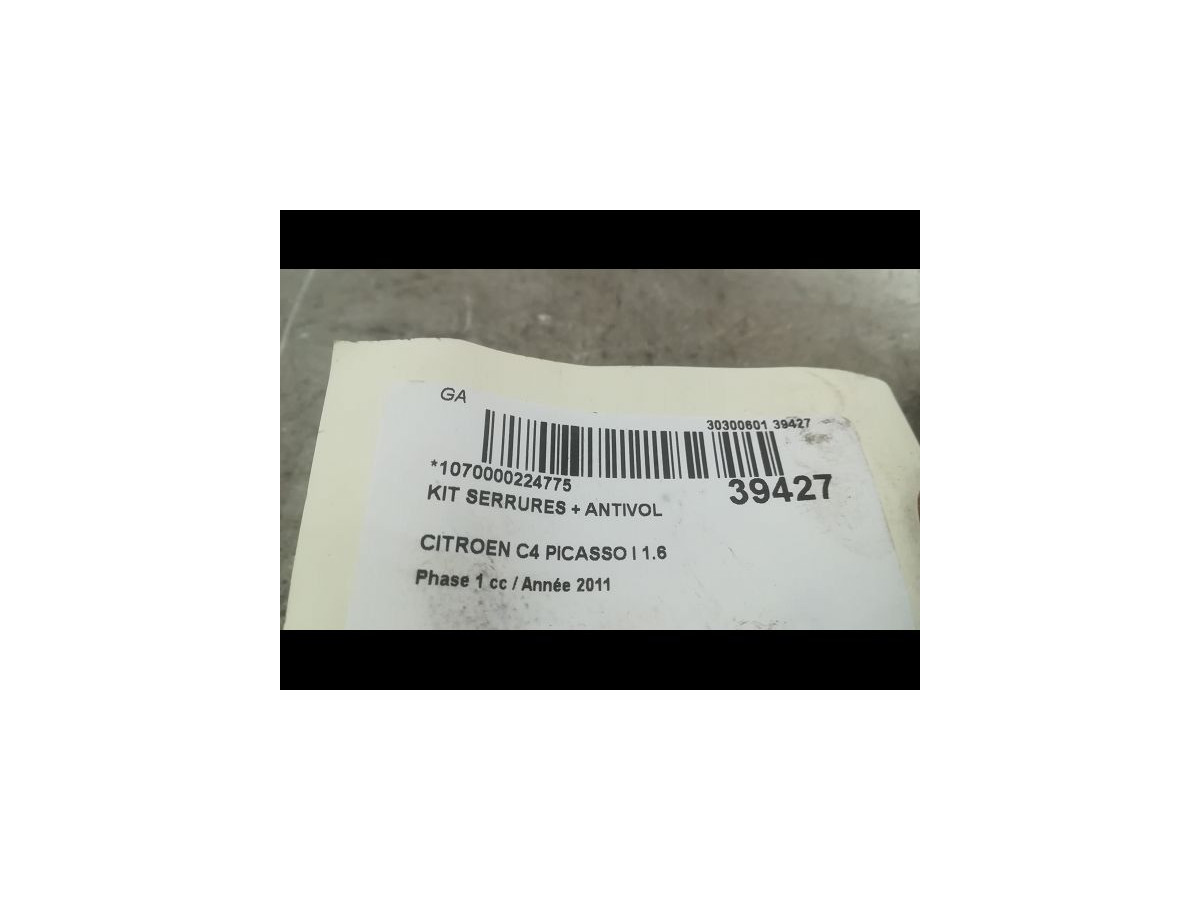 GA
30300601 39427
*1070000224775
39427
KIT SERRURES + ANTIVOL
CITROEN C4 PICASSO I 1.6
Phase 1 cc / Année 2011